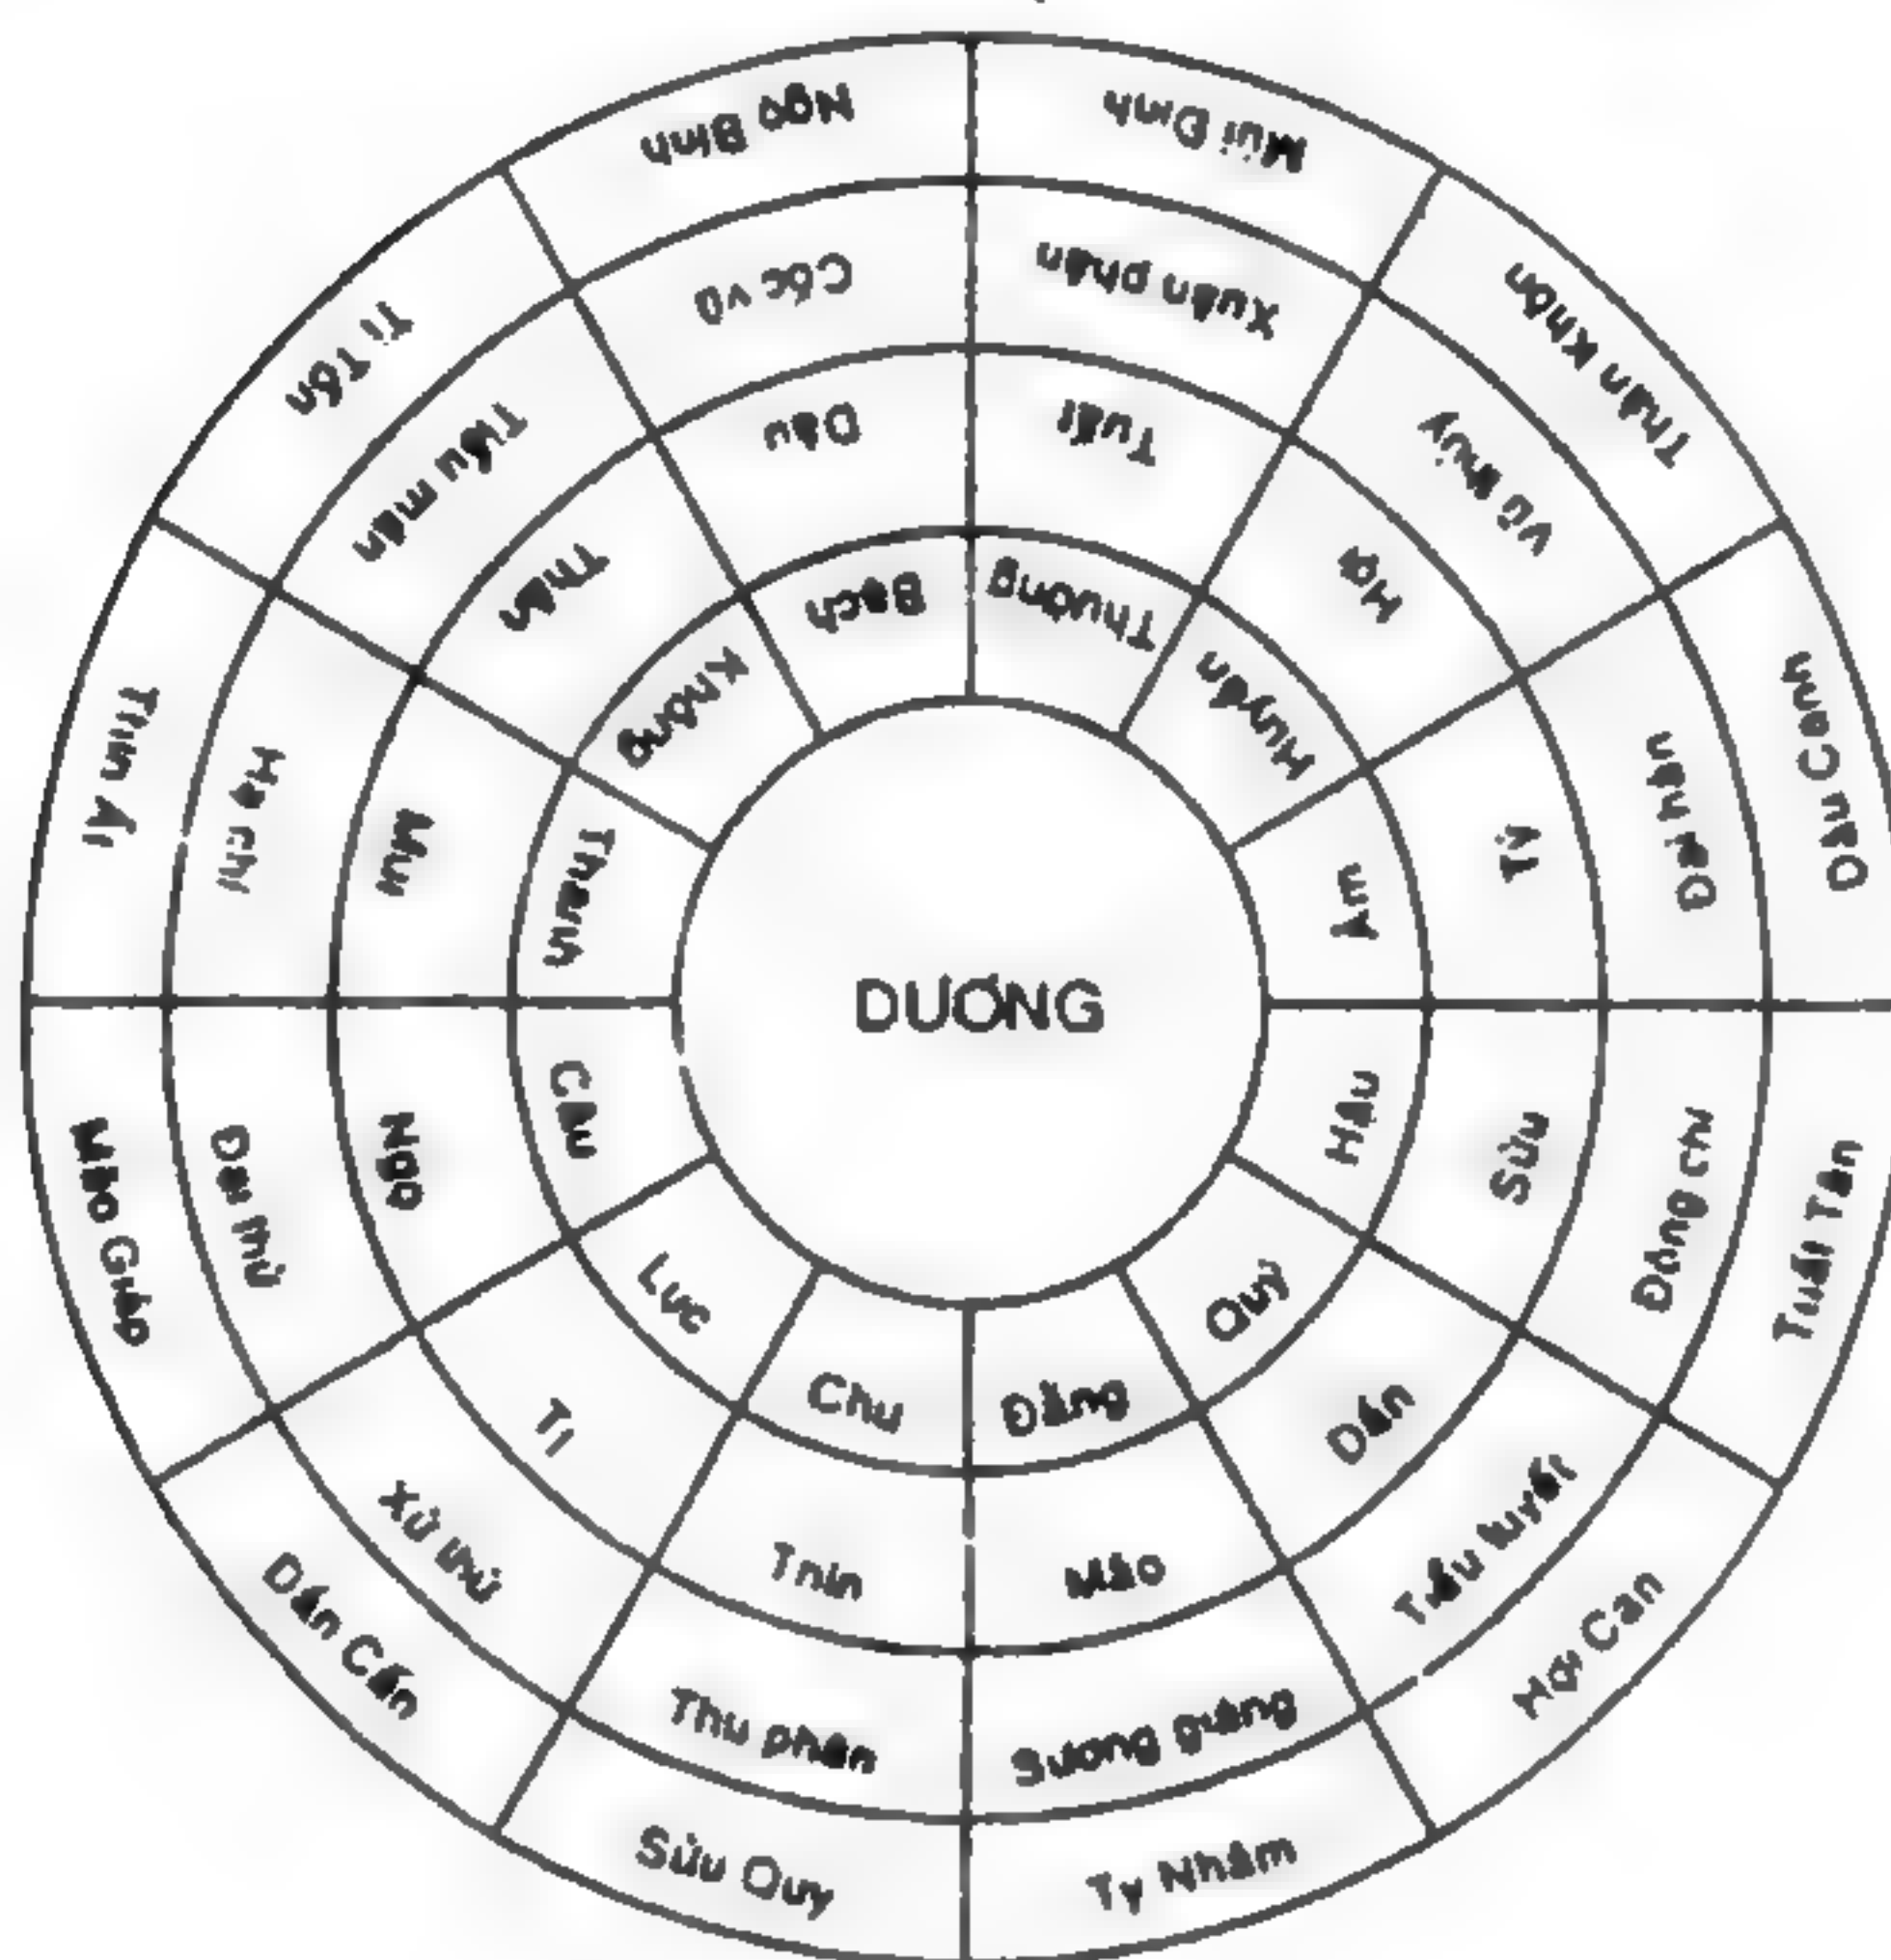 DƯƠNG
Bạch
Thường
Huyền
Âm
Hậu
Quý
Đằng
Chu
Lục
Câu
Thanh
Không
Dậu
Tuất
Hợi
Tý
Sửu
Dần
Mão
Thìn
Tị
Ngọ
Mùi
Thân
Cốc vũ
Xuân phân
Vũ thủy
Đại hàn
Đông chí
Tiểu tuyết
Sương giáng
Thu phân
Xử thử
Đại thử
Hạ chí
Tiểu mãn
Ngọ Bính
Mùi Đinh
Thân Khôn
Dậu Canh
Tuất Tân
Hợi Càn
Tý Nhâm
Sửu Quý
Dần Cấn
Mão Giáp
Thìn Ất
Tị Tốn